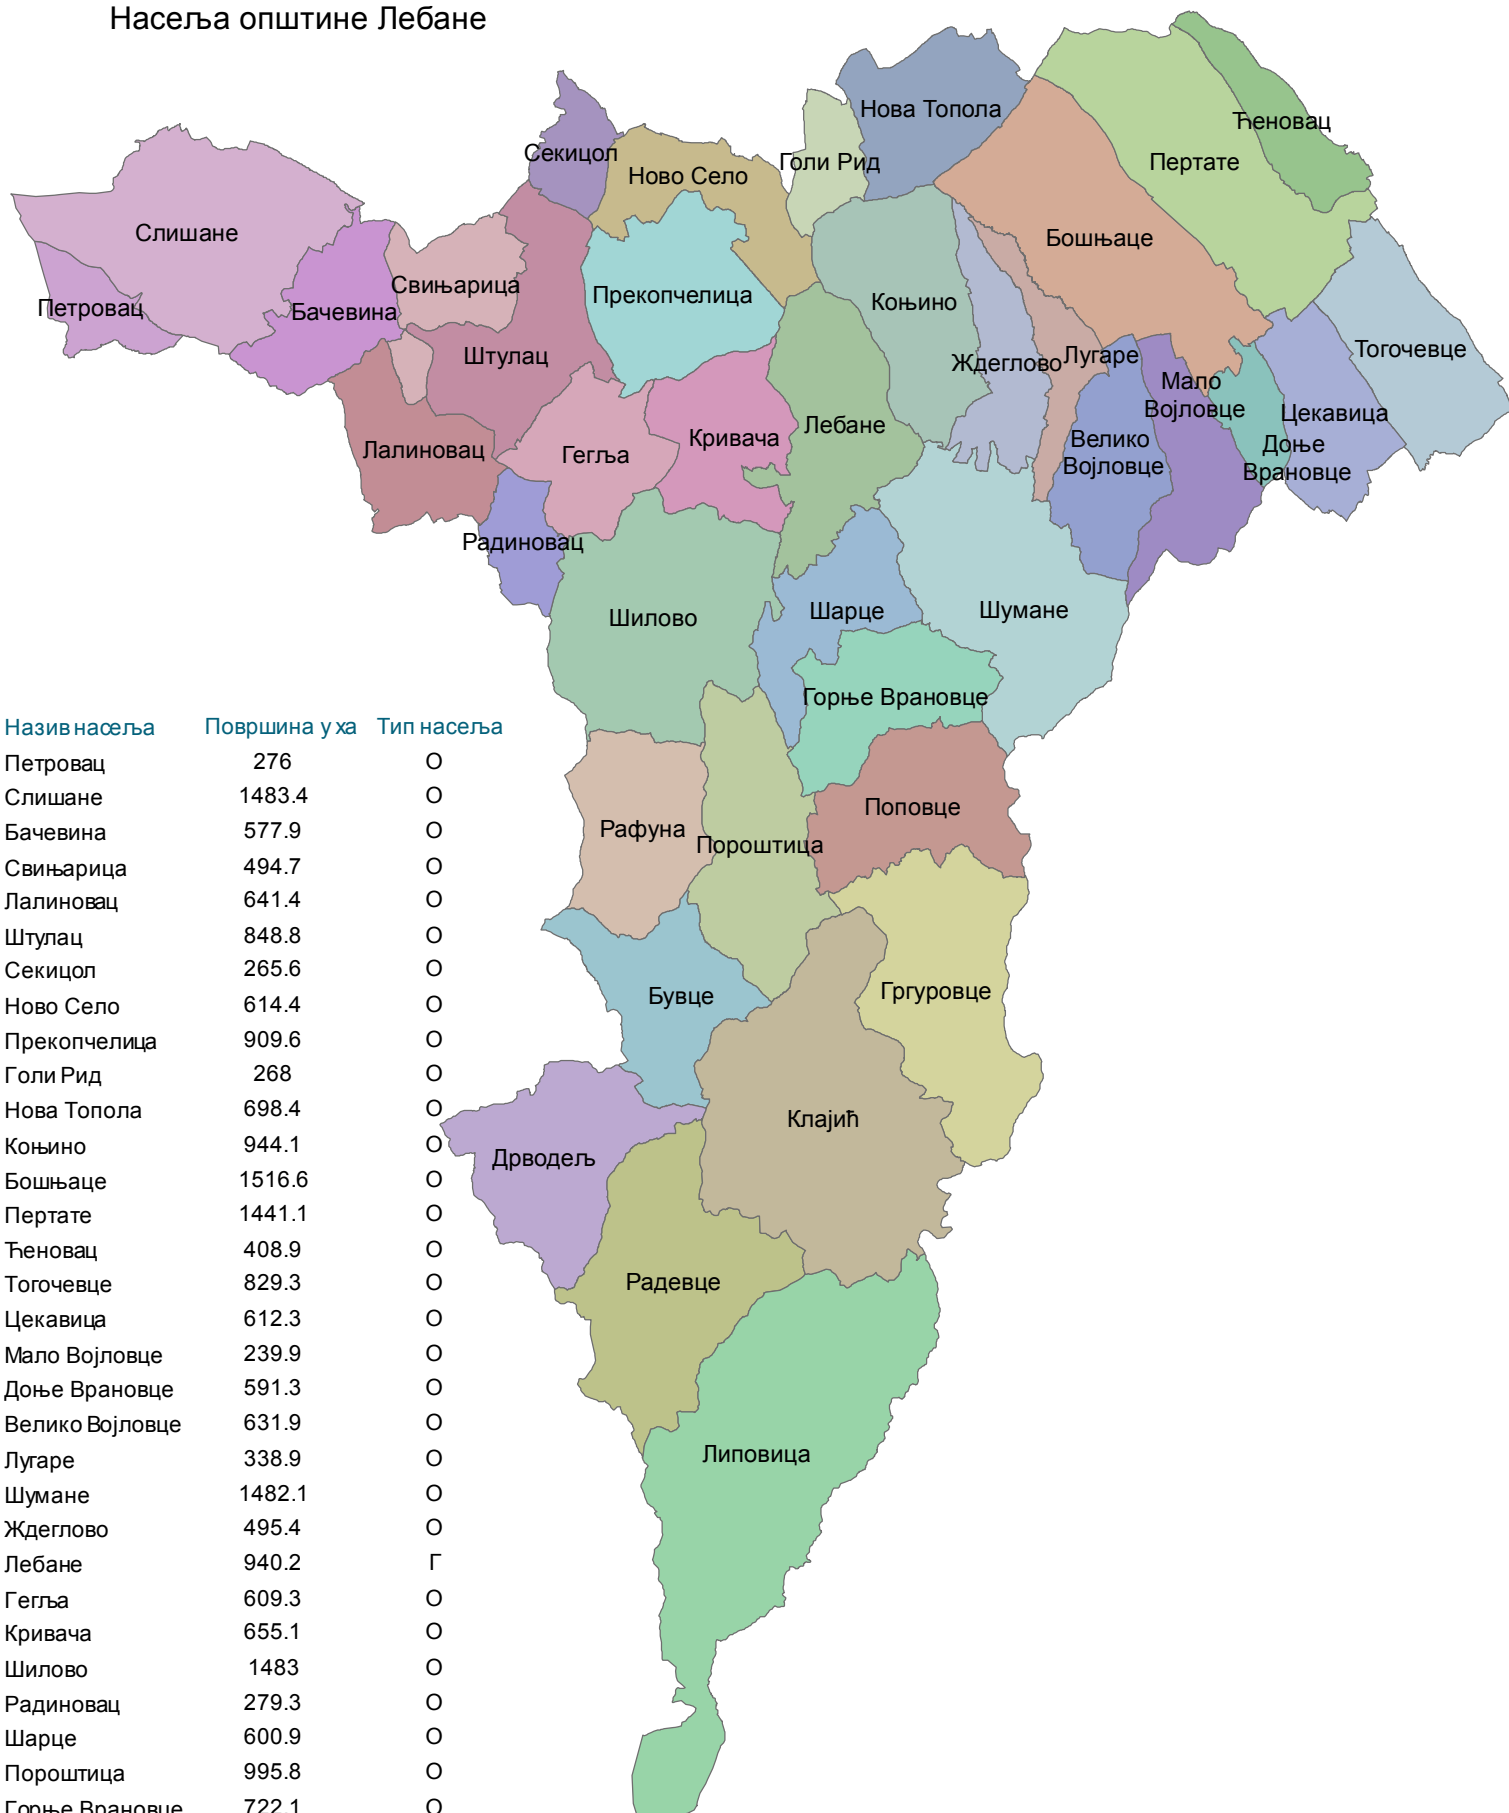 Насеља општине Лебане
Нова Топола
Ћеновац
Секицол
Голи Рид
Пертате
Ново Село
Слишане
Бошњаце
Свињарица
Прекопчелица
Коњино
Петровац
Бачевина
Штулац
Ждеглово
Лугаре
Тогочевце
Мало
Војловце
Цекавица
Лебане
Кривача
Велико
Војловце
Доње
Врановце
Лалиновац
Гегља
Радиновац
Шилово
Шарце
Шумане
Горње Врановце
Поповце
Рафуна
Пороштица
Бувце
Гргуровце
Клајић
Дрводељ
Радевце
Липовица
Назив насеља Површина у ха Тип насеља
Петровац 276 О
Слишане 1483.4 О
Бачевина 577.9 О
Свињарица 494.7 О
Лалиновац 641.4 О
Штулац 848.8 О
Секицол 265.6 О
Ново Село 614.4 О
Прекопчелица 909.6 О
Голи Рид 268 О
Нова Топола 698.4 О
Коњино 944.1 О
Бошњаце 1516.6 О
Пертате 1441.1 О
Ћеновац 408.9 О
Тогочевце 829.3 О
Цекавица 612.3 О
Мало Војловце 239.9 О
Доње Врановце 591.3 О
Велико Војловце 631.9 О
Лугаре 338.9 О
Шумане 1482.1 О
Ждеглово 495.4 О
Лебане 940.2 Г
Гегља 609.3 О
Кривача 655.1 О
Шилово 1483 О
Радиновац 279.3 О
Шарце 600.9 О
Пороштица 995.8 О
Горње Врановце 722.1 О